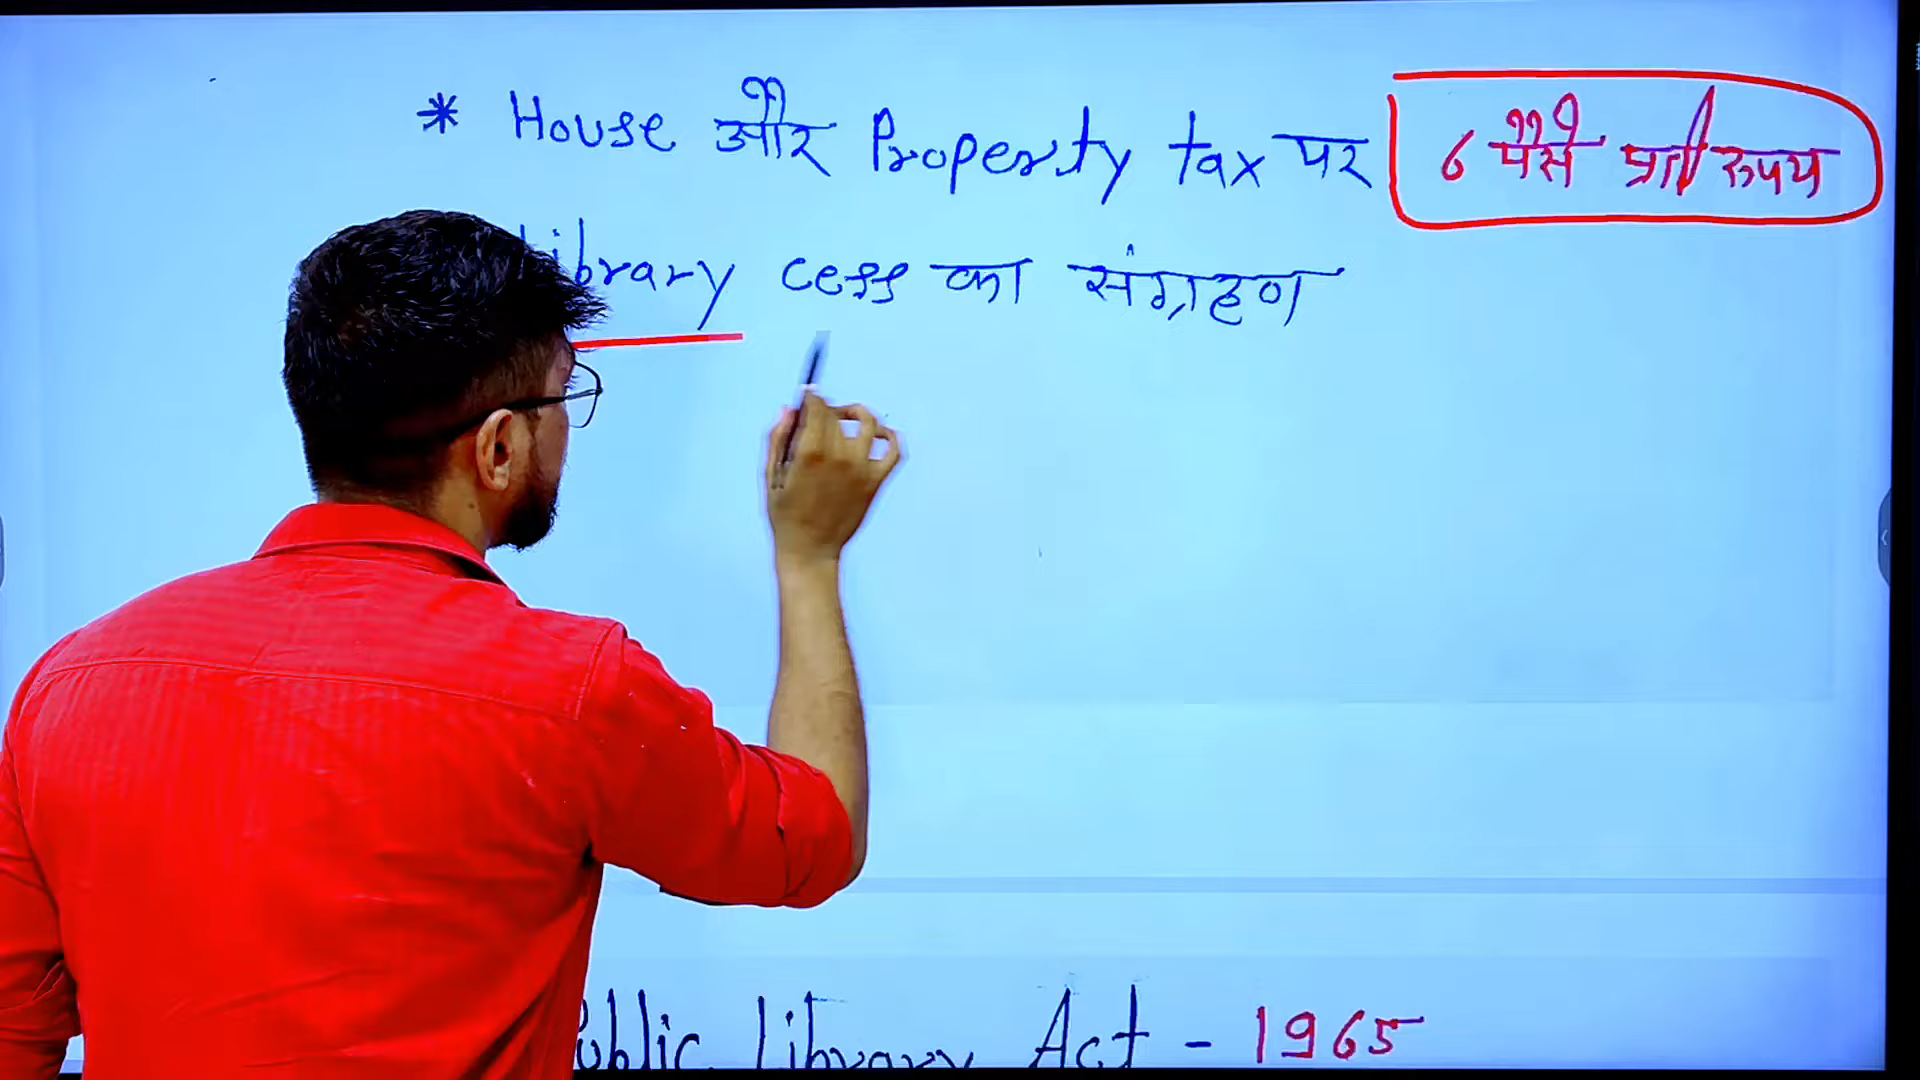 * House और Property tax पर 6 पैसे प्रती रुपय
Library cess का संग्रहण
Public Library Act - 1965